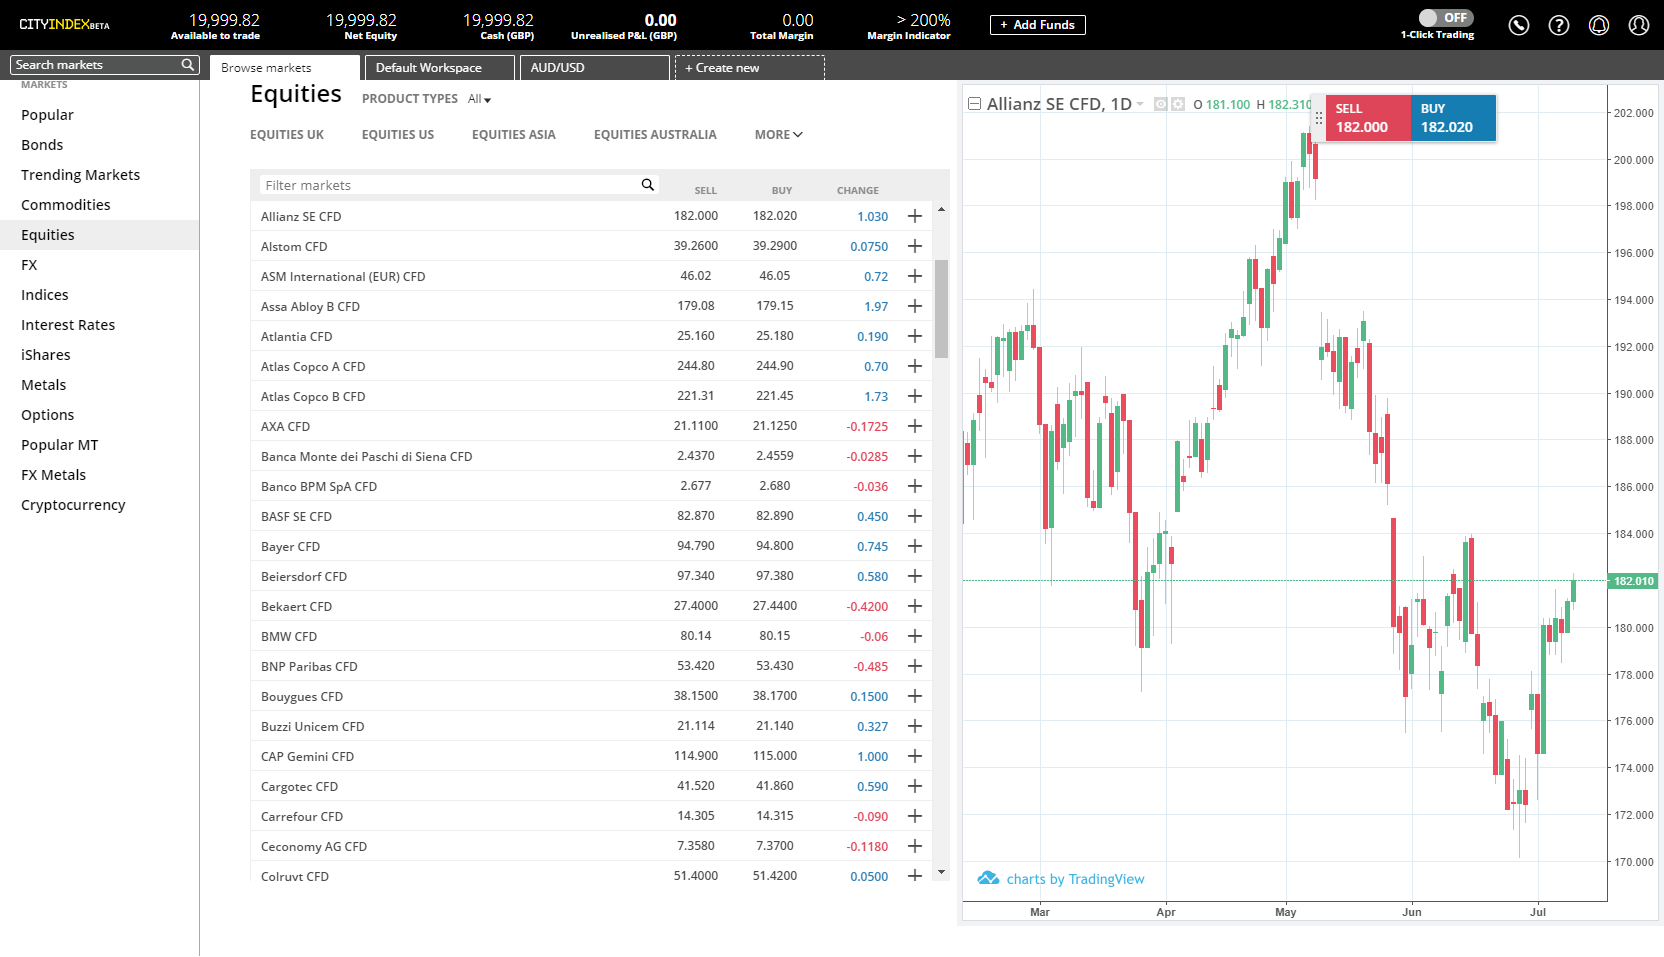 CITYINDEX BETA
19,999.82 19,999.82 19,999.82 0.00 0.00 > 200%
Available to trade Net Equity Cash (GBP) Unrealised P&L (GBP) Total Margin Margin Indicator
+ Add Funds
OFF
1-Click Trading
Search markets
Browse markets Default Workspace AUD/USD + Create new
MARKETS
Popular
Bonds
Trending Markets
Commodities
Equities
FX
Indices
Interest Rates
iShares
Metals
Options
Popular MT
FX Metals
Cryptocurrency
Equities PRODUCT TYPES All
EQUITIES UK EQUITIES US EQUITIES ASIA EQUITIES AUSTRALIA MORE
Filter markets SELL BUY CHANGE
Allianz SE CFD 182.000 182.020 1.030 +
Alstom CFD 39.2600 39.2900 0.0750 +
ASM International (EUR) CFD 46.02 46.05 0.72 +
Assa Abloy B CFD 179.08 179.15 1.97 +
Atlantia CFD 25.160 25.180 0.190 +
Atlas Copco A CFD 244.80 244.90 0.70 +
Atlas Copco B CFD 221.31 221.45 1.73 +
AXA CFD 21.1100 21.1250 -0.1725 +
Banca Monte dei Paschi di Siena CFD 2.4370 2.4559 -0.0285 +
Banco BPM SpA CFD 2.677 2.680 -0.036 +
BASF SE CFD 82.870 82.890 0.450 +
Bayer CFD 94.790 94.800 0.745 +
Beiersdorf CFD 97.340 97.380 0.580 +
Bekaert CFD 27.4000 27.4400 -0.4200 +
BMW CFD 80.14 80.15 -0.06 +
BNP Paribas CFD 53.420 53.430 -0.485 +
Bouygues CFD 38.1500 38.1700 0.1500 +
Buzzi Unicem CFD 21.114 21.140 0.327 +
CAP Gemini CFD 114.900 115.000 1.000 +
Cargotec CFD 41.520 41.860 0.590 +
Carrefour CFD 14.305 14.315 -0.090 +
Ceconomy AG CFD 7.3580 7.3700 -0.1180 +
Colruyt CFD 51.4000 51.4200 0.0500 +
Allianz SE CFD, 1D O 181.100 H 182.310
SELL BUY
182.000 182.020
202.000
200.000
198.000
196.000
194.000
192.000
190.000
188.000
186.000
184.000
182.010
180.000
178.000
176.000
174.000
172.000
170.000
charts by TradingView
Mar Apr May Jun Jul